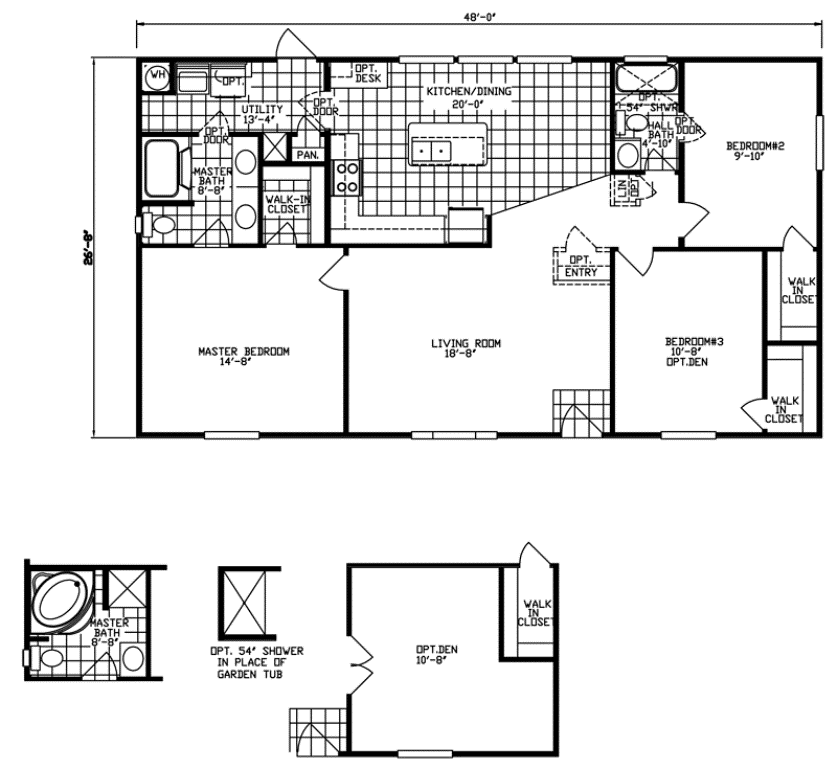 48'-0"
26'-8"
WH
OPT.
UTILITY
13'-4"
OPT.
DOOR
OPT.
DESK
KITCHEN/DINING
20'-0"
OPT.
54" SHWR
HALL
BATH
4'-10"
OPT.
DOOR
BEDROOM#2
9'-10"
OPT.
DOOR
PAN.
MASTER
BATH
8'-8"
WALK-IN
CLOSET
LIN
OPT
OPT.
ENTRY
WALK
IN
CLOSET
MASTER BEDROOM
14'-8"
LIVING ROOM
18'-8"
BEDROOM#3
10'-8"
OPT.DEN
WALK
IN
CLOSET
MASTER
BATH
8'-8"
OPT. 54" SHOWER
IN PLACE OF
GARDEN TUB
OPT.DEN
10'-8"
WALK
IN
CLOSET